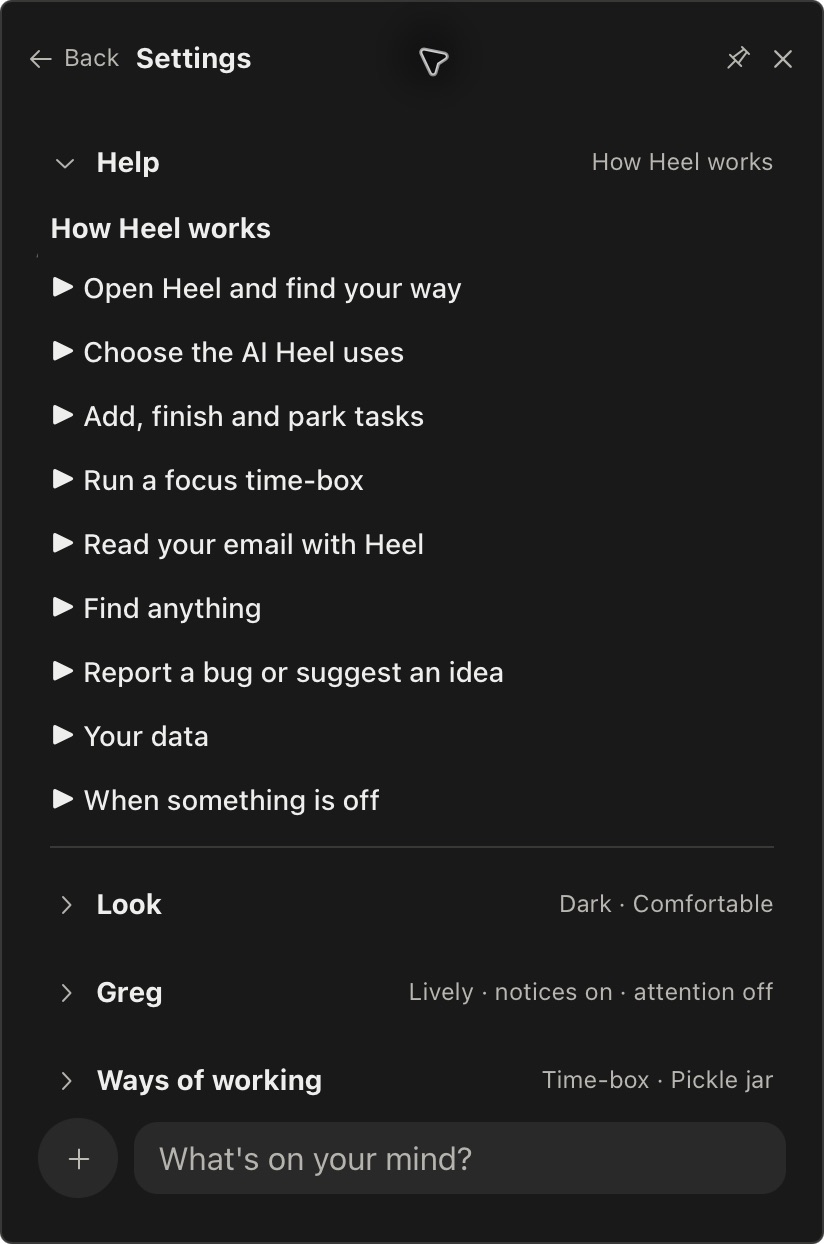 Back Settings
Help How Heel works
How Heel works
Open Heel and find your way
Choose the AI Heel uses
Add, finish and park tasks
Run a focus time-box
Read your email with Heel
Find anything
Report a bug or suggest an idea
Your data
When something is off
Look Dark · Comfortable
Greg Lively · notices on · attention off
Ways of working Time-box · Pickle jar
What's on your mind?